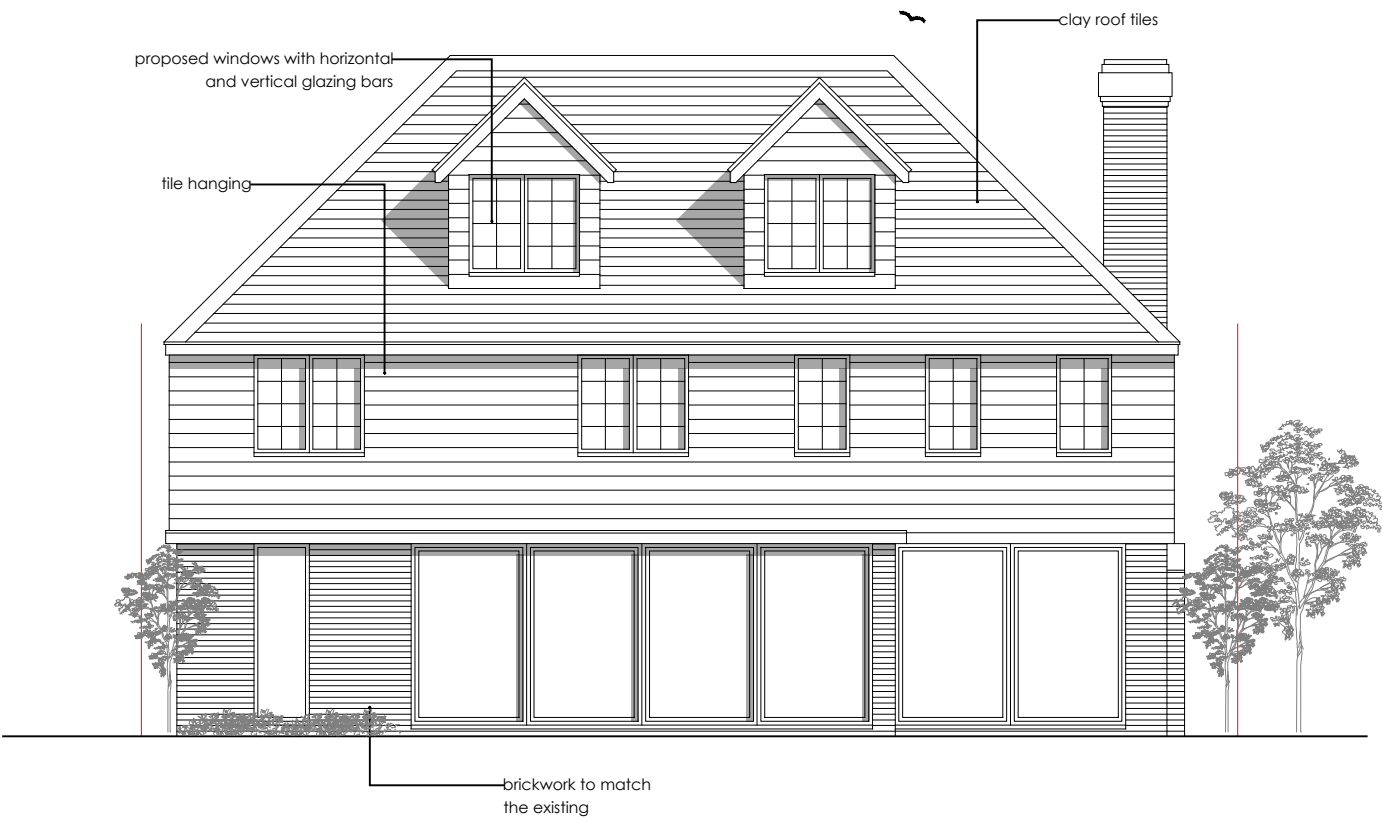 clay roof tiles
proposed windows with horizontal
and vertical glazing bars
tile hanging
brickwork to match
the existing